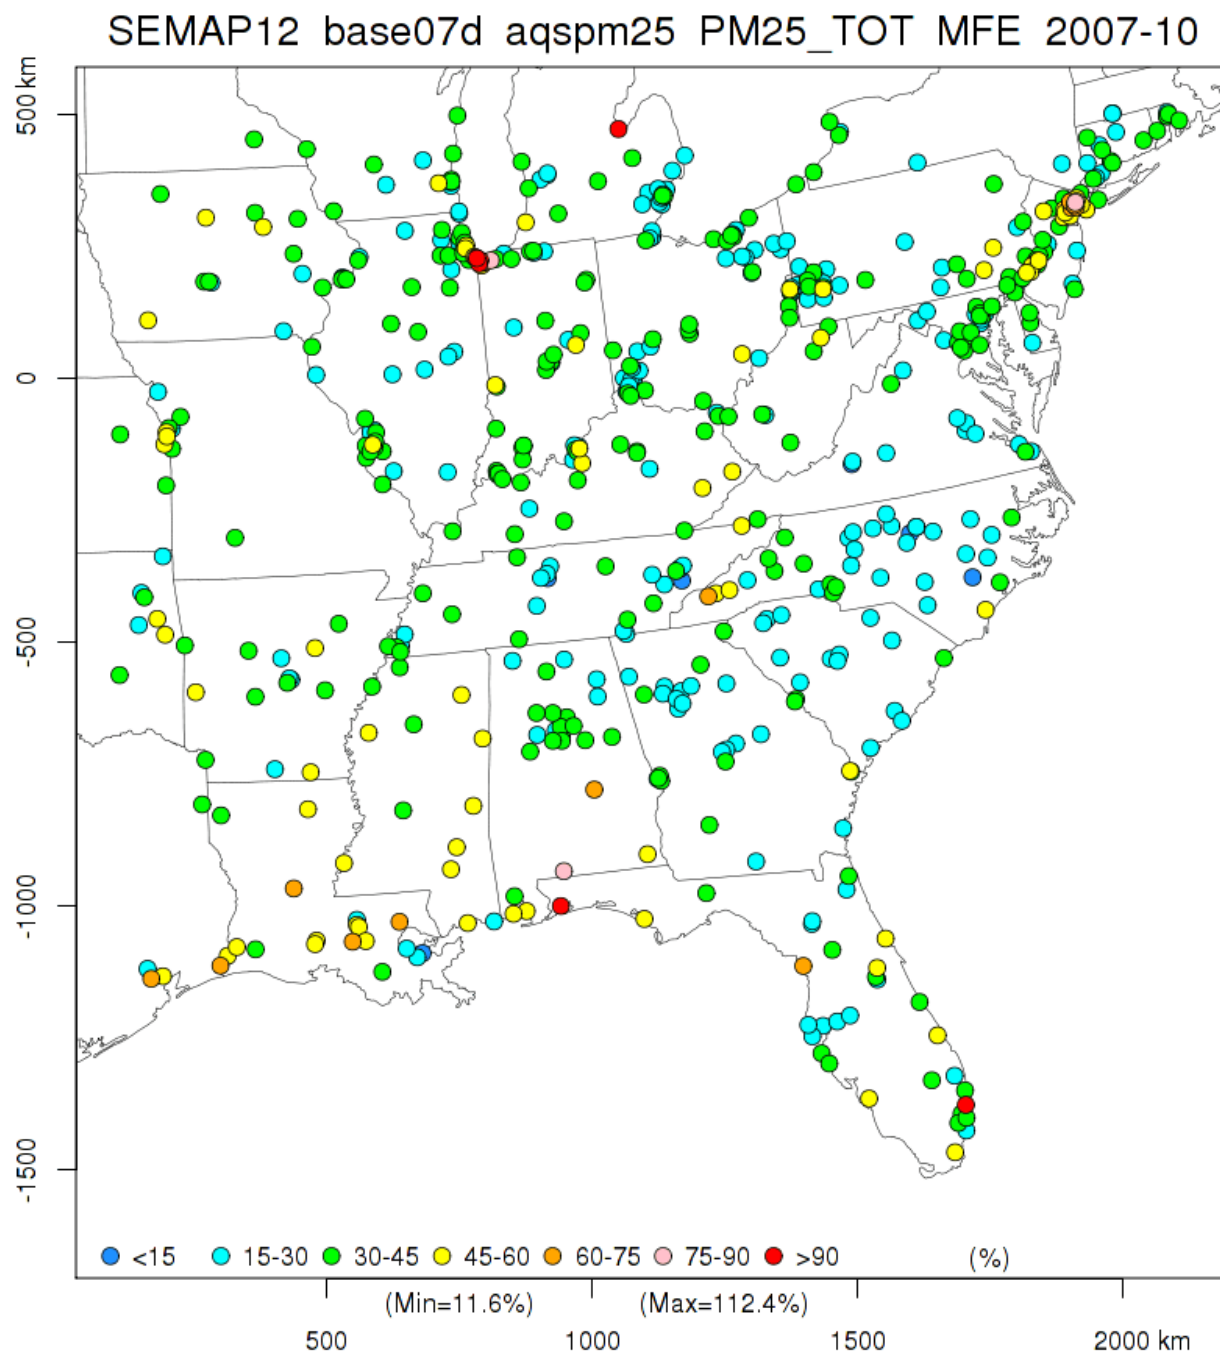 SEMAP12 base07d aqspm25 PM25_TOT MFE 2007-10
500 km
0
-500
-1000
-1500
<15 15-30 30-45 45-60 60-75 75-90 >90 (%)
(Min=11.6%) (Max=112.4%)
500 1000 1500 2000 km